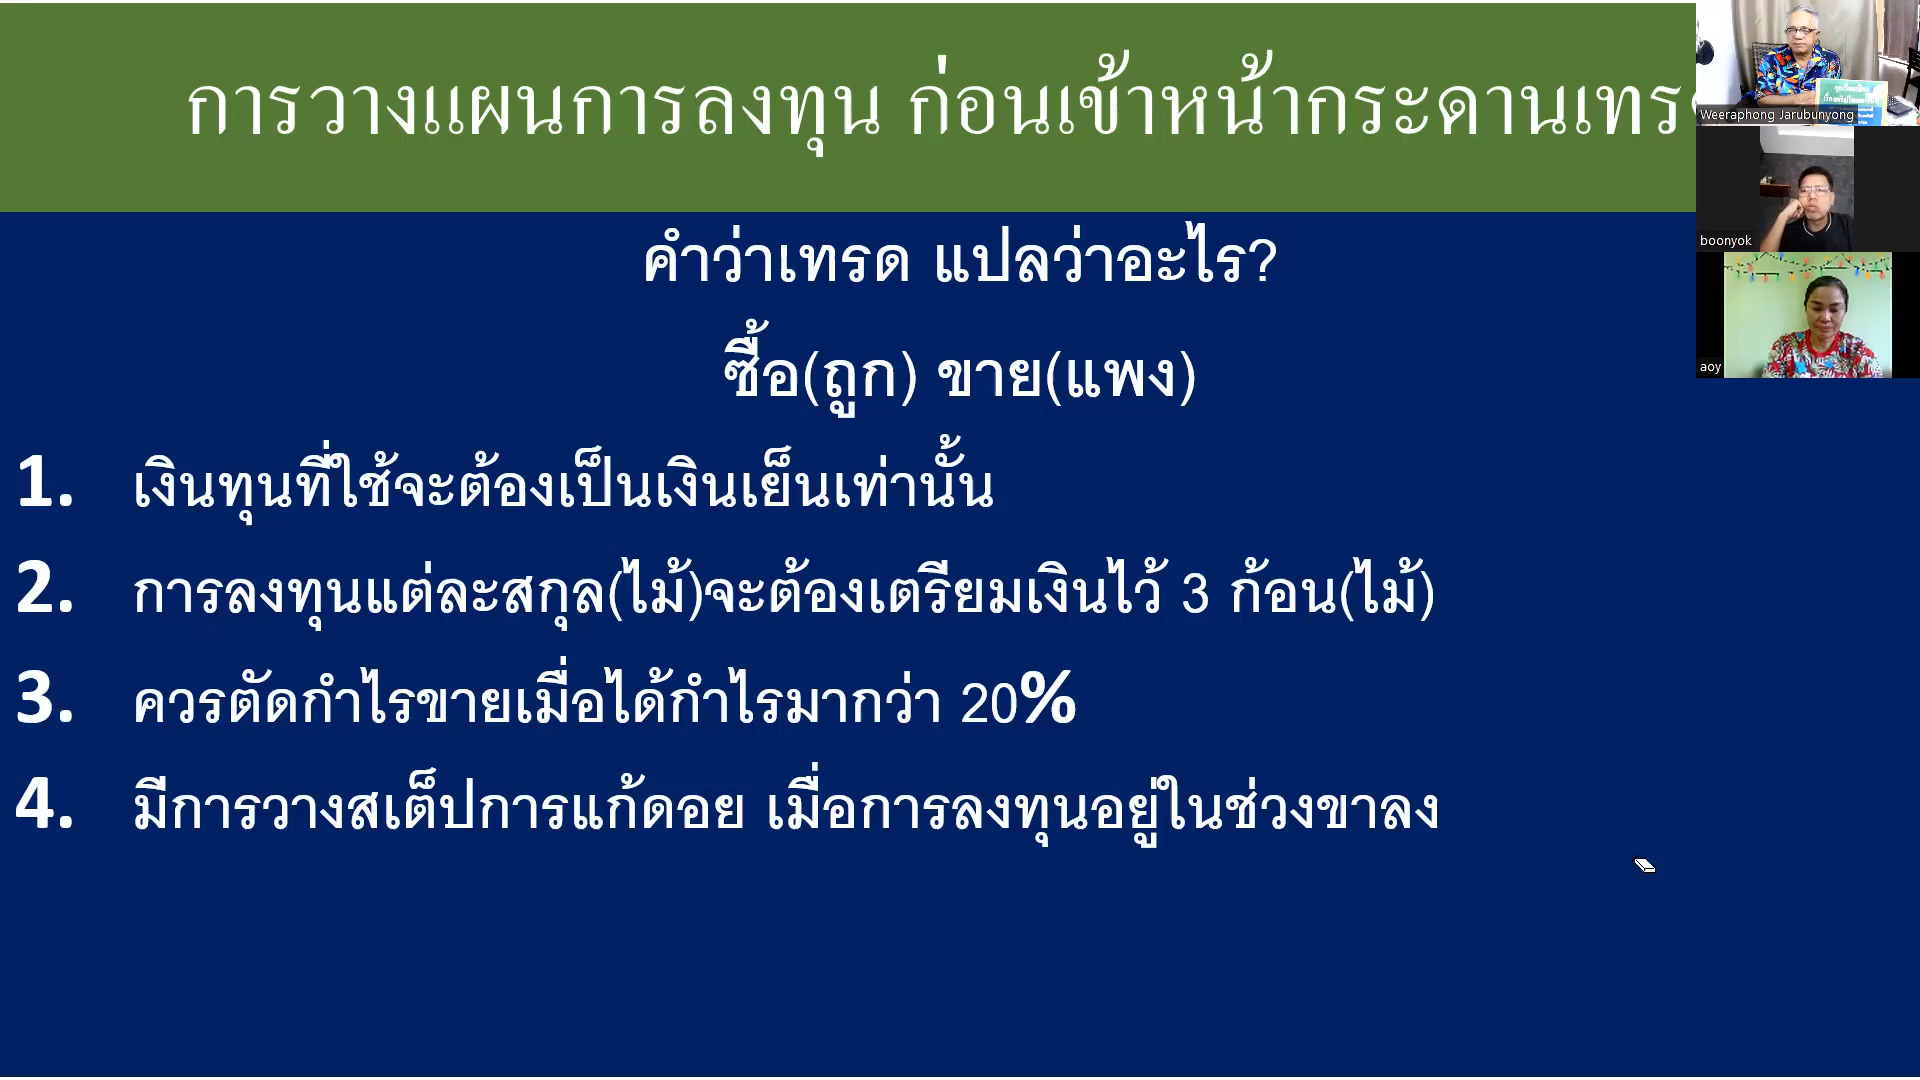 การวางแผนการลงทุน ก่อนเข้าหน้ากระดานเทร
คำว่าเทรด แปลว่าอะไร?
ซื้อ(ถูก) ขาย(แพง)
1. เงินทุนที่ใช้จะต้องเป็นเงินเย็นเท่านั้น
2. การลงทุนแต่ละสกุล(ไม้)จะต้องเตรียมเงินไว้ 3 ก้อน(ไม้)
3. ควรตัดกำไรขายเมื่อได้กำไรมากว่า 20%
4. มีการวางสเต็ปการแก้ดอย เมื่อการลงทุนอยู่ในช่วงขาลง
Weeraphong Jarubunyong
boonyok
aoy